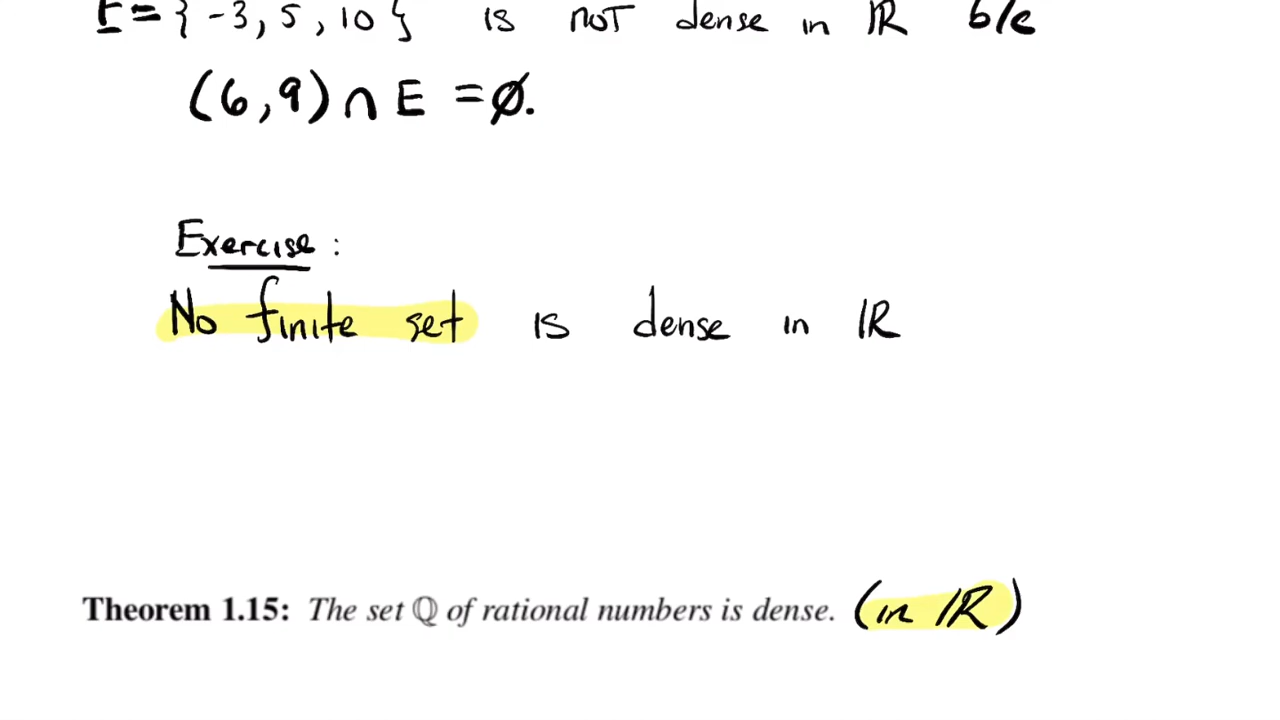 E = { -3, 5, 10 } is not dense in ℝ b/c
(6, 9) ∩ E = ∅.
Exercise:
No finite set is dense in ℝ
Theorem 1.15: The set ℚ of rational numbers is dense. (in ℝ)